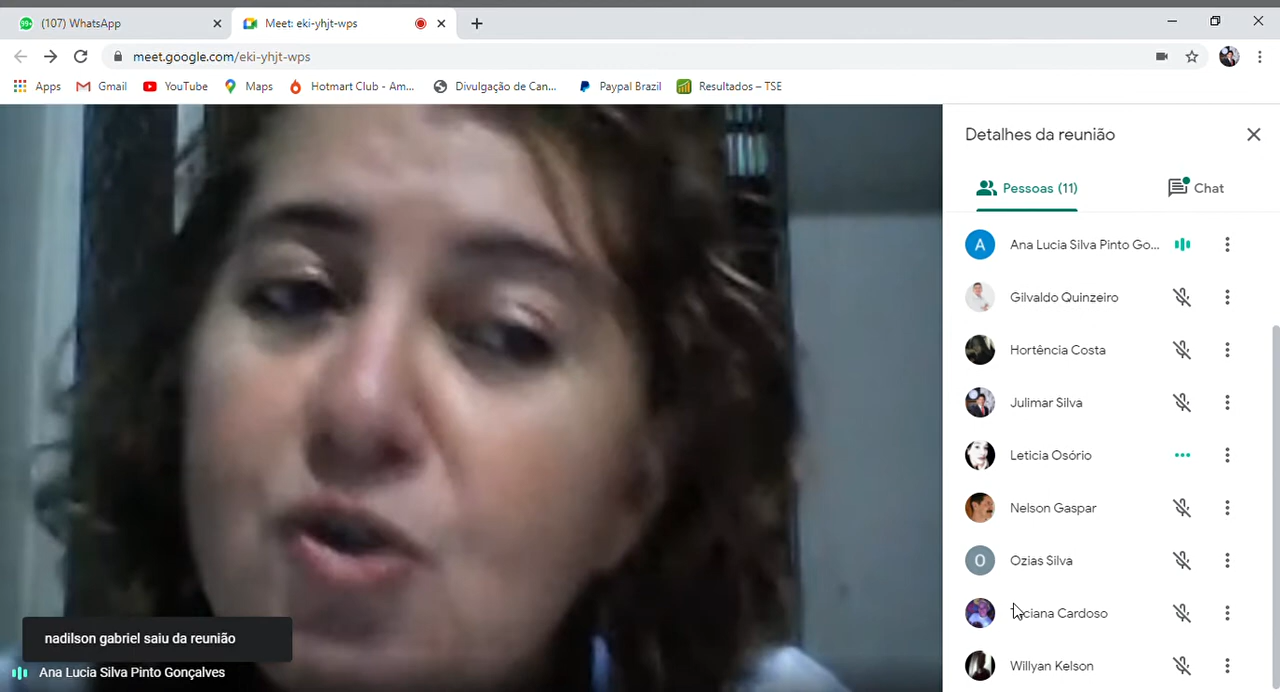 99+ (107) WhatsApp
Meet: eki-yhjt-wps
meet.google.com/eki-yhjt-wps
Apps Gmail YouTube Maps Hotmart Club - Am... Divulgação de Can... Paypal Brazil Resultados – TSE
Detalhes da reunião
Pessoas (11) Chat
A Ana Lucia Silva Pinto Go...
Gilvaldo Quinzeiro
Hortência Costa
Julimar Silva
Leticia Osório
Nelson Gaspar
O Ozias Silva
Cardoso
Willyan Kelson
nadilson gabriel saiu da reunião
Ana Lucia Silva Pinto Gonçalves